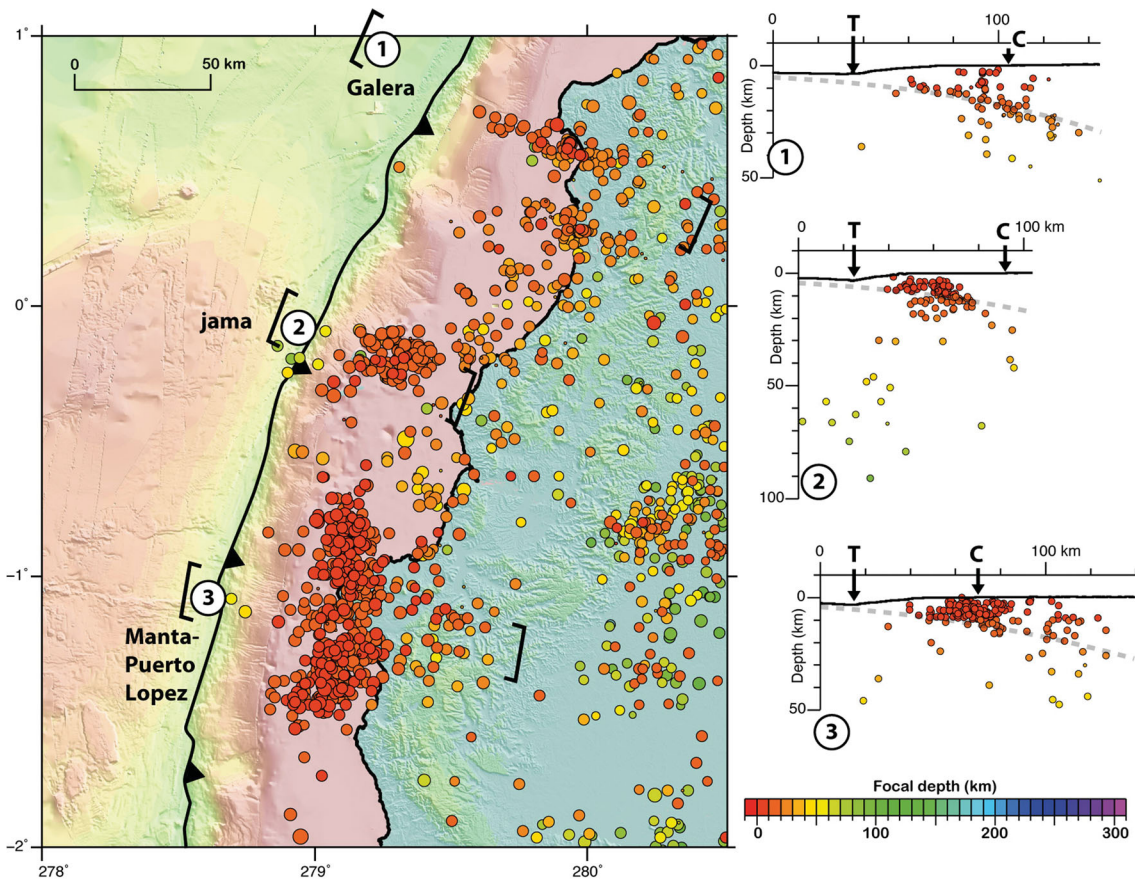 1°
0°
−1°
−2°
278°
279°
280°
0
50 km
1
Galera
jama
2
3
Manta-
Puerto
Lopez
0
100
T
C
0
50
Depth (km)
1
0
100 km
T
C
0
50
100
Depth (km)
2
0
100 km
T
C
0
50
Depth (km)
3
Focal depth (km)
0
100
200
300